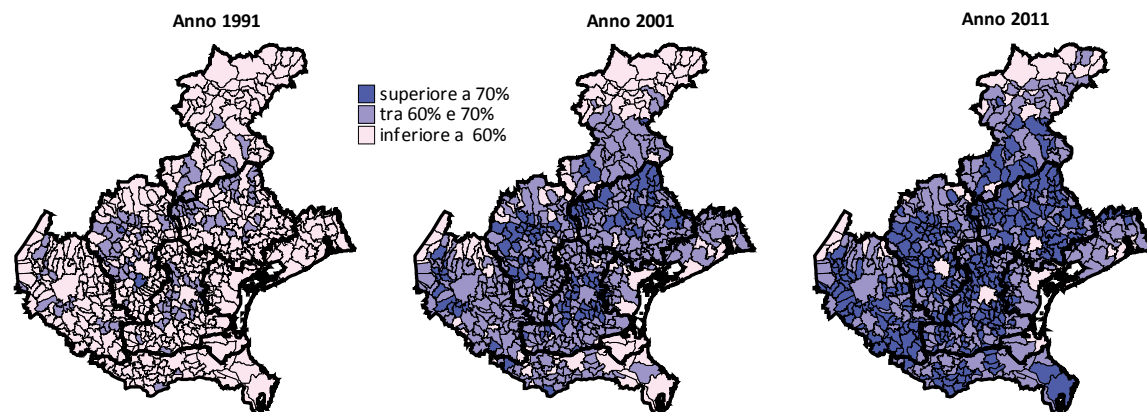 Anno 1991
Anno 2001
Anno 2011
superiore a 70%
tra 60% e 70%
inferiore a 60%